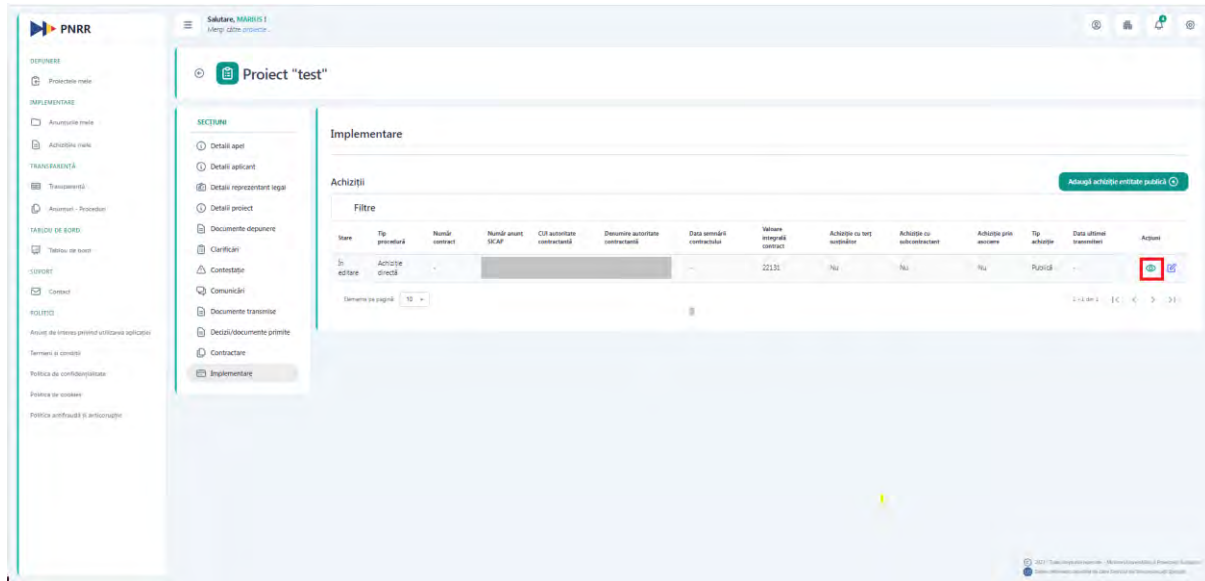 PNRR
Salutare, MARIUS I
Mergi către proiecte...
4
DEPUNERE
Proiectele mele
IMPLEMENTARE
Anunțurile mele
Achizițiile mele
TRANSPARENȚĂ
Transparență
Anunțuri - Proceduri
TABLOU DE BORD
Tablou de bord
SUPORT
Contact
POLITICI
Anunț de interes privind utilizarea aplicației
Termeni și condiții
Politica de confidențialitate
Politica de cookies
Politica antifraudă și anticorupție
Proiect "test"
SECȚIUNI
Detalii apel
Detalii aplicant
Detalii reprezentant legal
Detalii proiect
Documente depunere
Clarificări
Contestație
Comunicări
Documente transmise
Decizii/documente primite
Contractare
Implementare
Implementare
Achiziții
Adaugă achiziție entitate publică
Filtre
Stare Tip procedură Număr contract Număr anunț SICAP CUI autoritate contractantă Denumire autoritate contractantă Data semnării contractului Valoare integrală contract Achiziție cu terț susținător Achiziție cu subcontractant Achiziție prin asociere Tip achiziție Data ultimei transmiteri Acțiuni
În editare Achiziție directă - - 22131 Nu Nu Nu Publică -
Elemente pe pagină 10 1 - 1 din 1